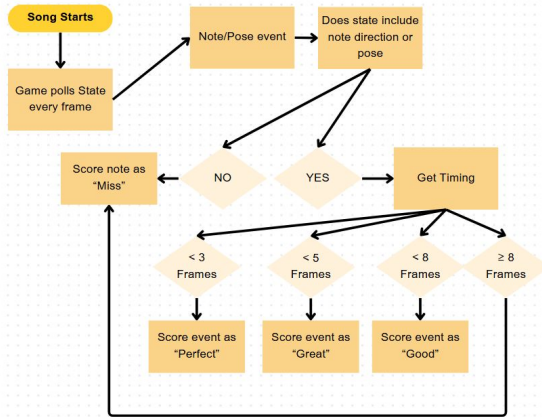 Song Starts
Note/Pose event
Does state include
note direction or
pose
Game polls State
every frame
Score note as
“Miss”
NO
YES
Get Timing
< 3
Frames
< 5
Frames
< 8
Frames
≥ 8
Frames
Score event as
“Perfect”
Score event as
“Great”
Score event as
“Good”